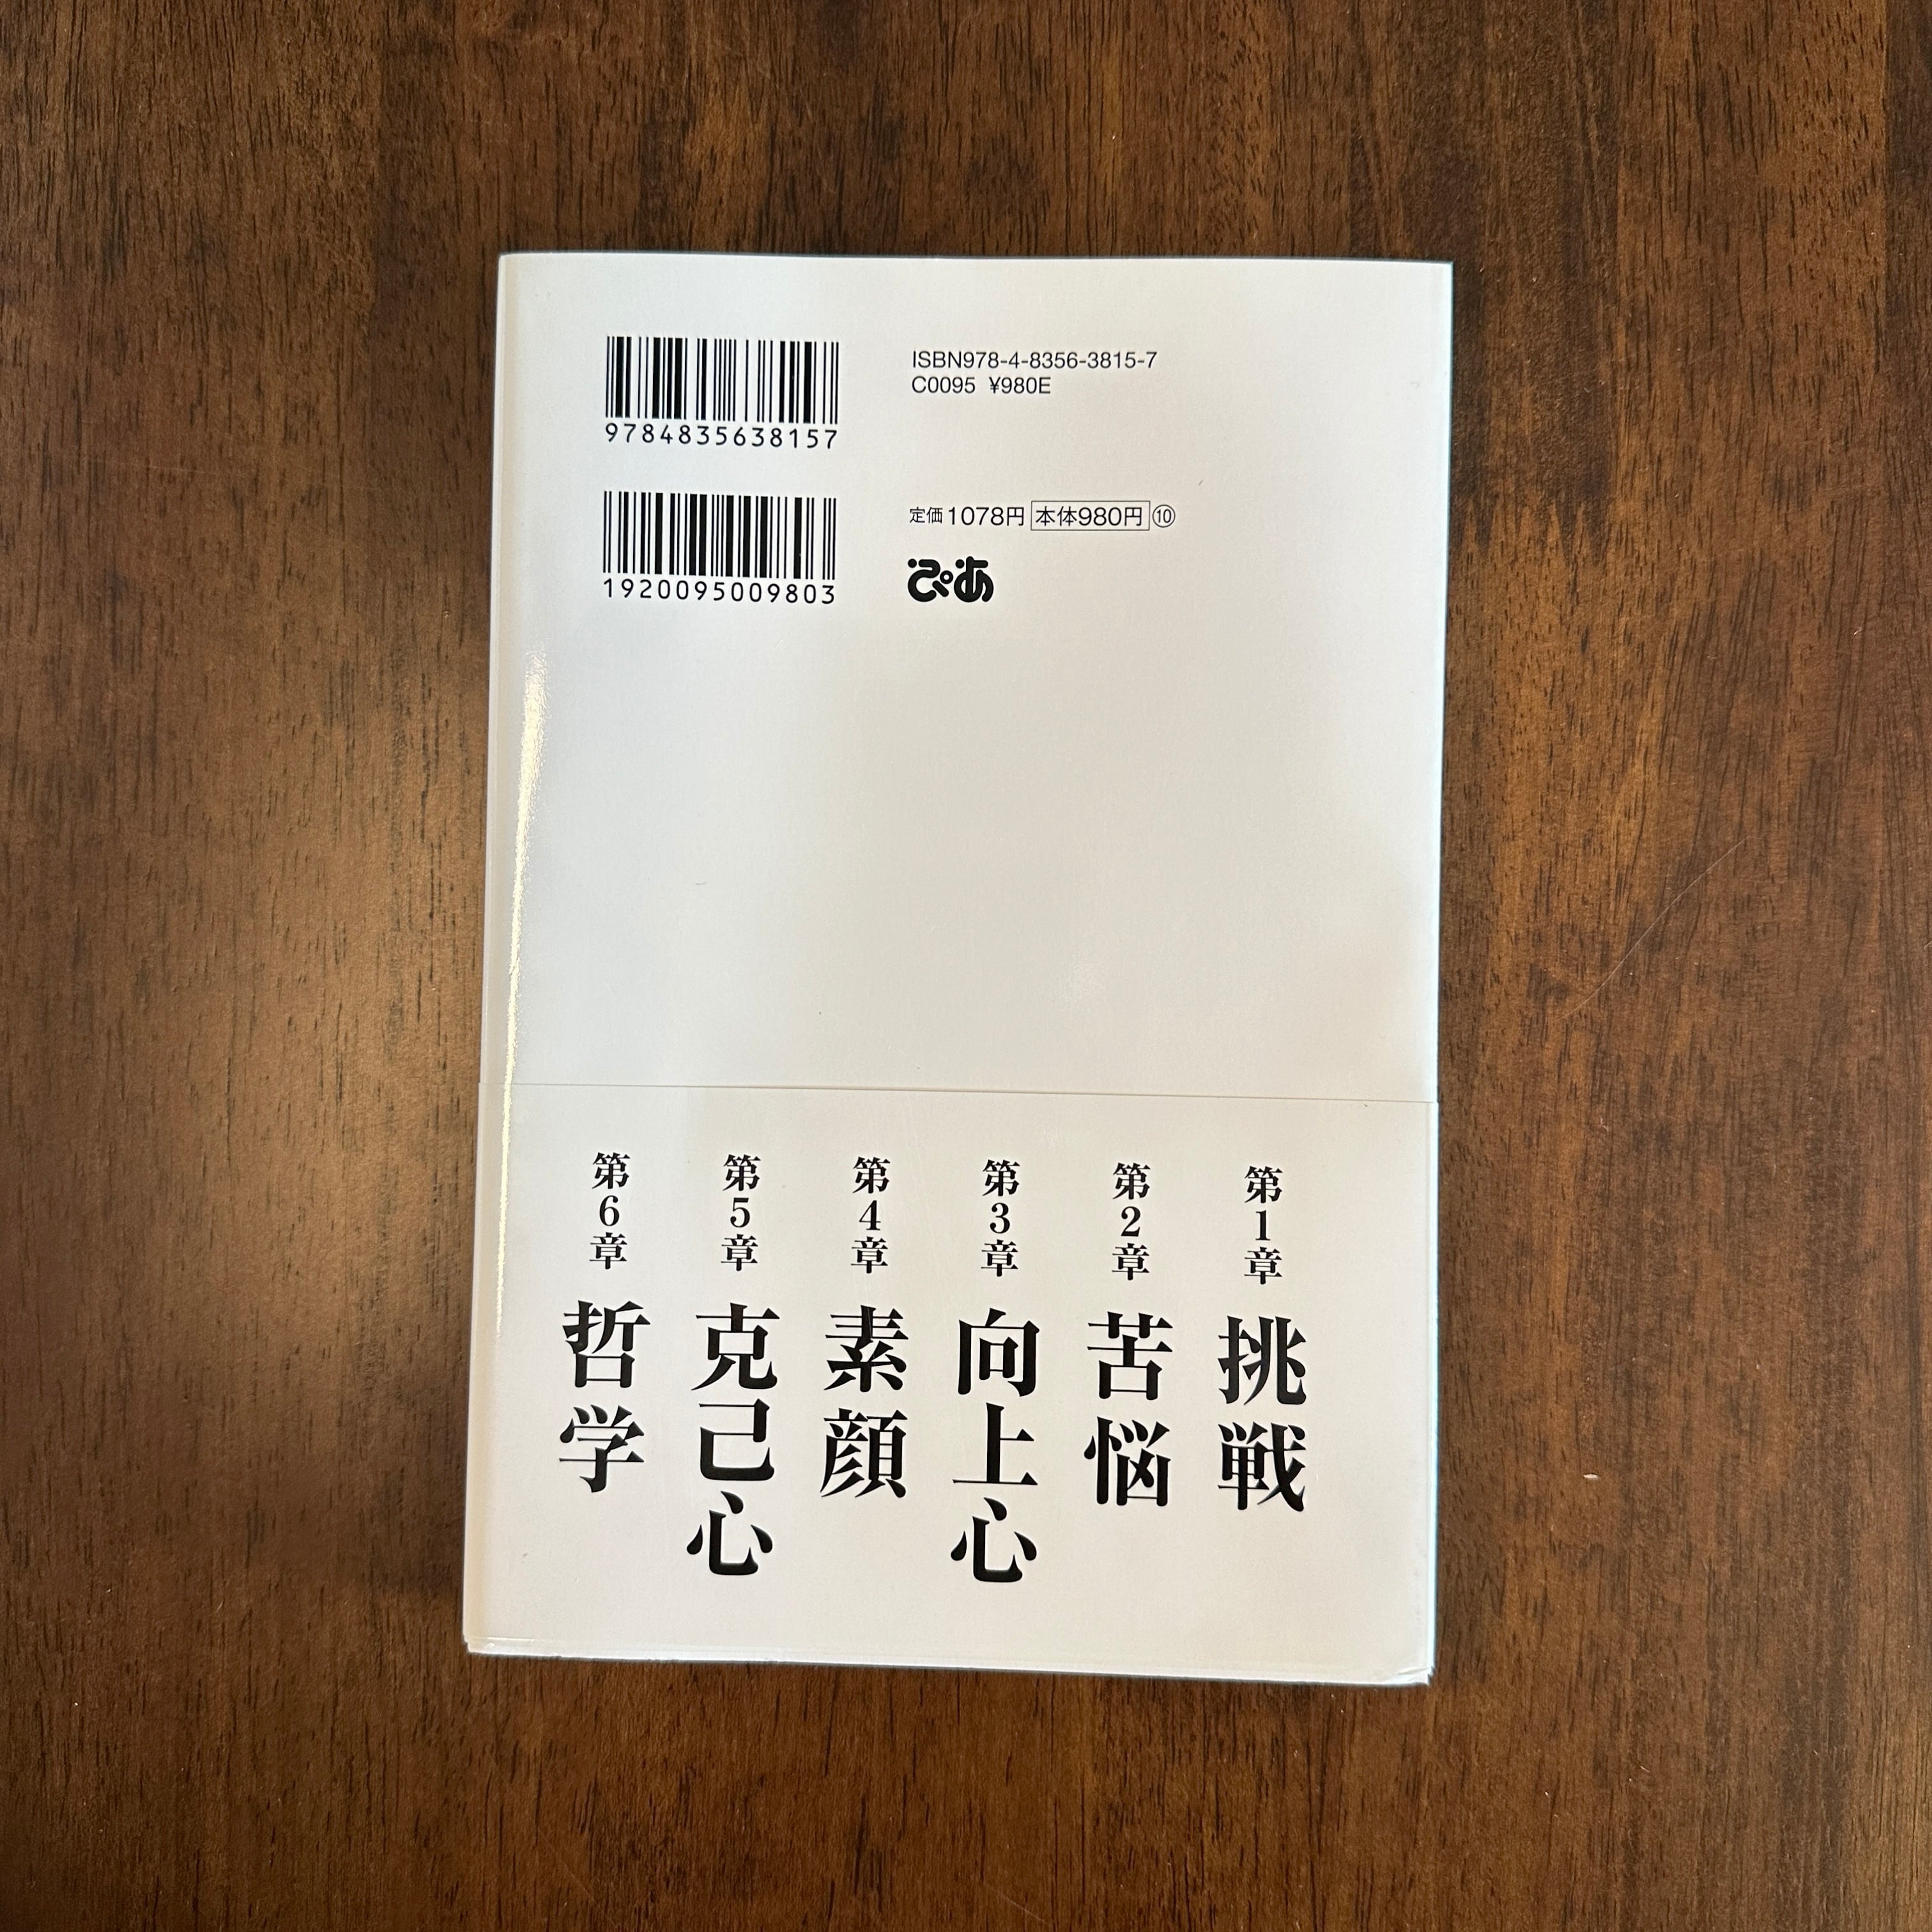 9784835638157
ISBN978-4-8356-3815-7
C0095 ¥980E
1920095009803
定価1078円 本体980円⑩
ぴあ
第1章 挑戦
第2章 苦悩
第3章 向上心
第4章 素顔
第5章 克己心
第6章 哲学